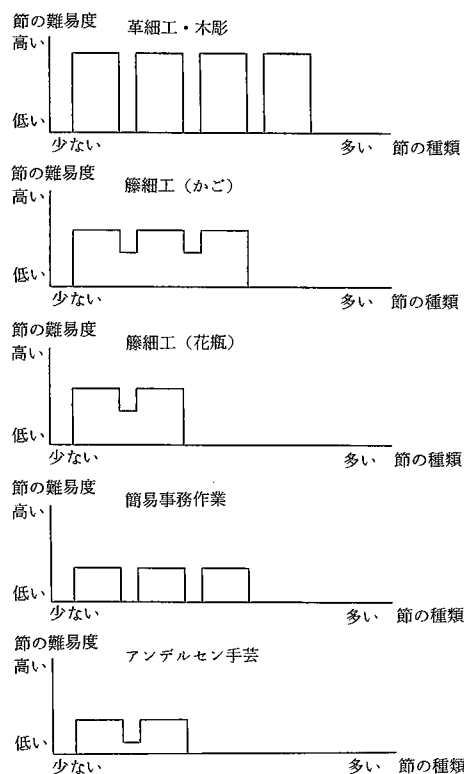 節の難易度
高い
革細工・木彫
低い
少ない 多い 節の種類
節の難易度
高い
籐細工（かご）
低い
少ない 多い 節の種類
節の難易度
高い
籐細工（花瓶）
低い
少ない 多い 節の種類
節の難易度
高い
簡易事務作業
低い
少ない 多い 節の種類
節の難易度
高い
アンデルセン手芸
低い
少ない 多い 節の種類